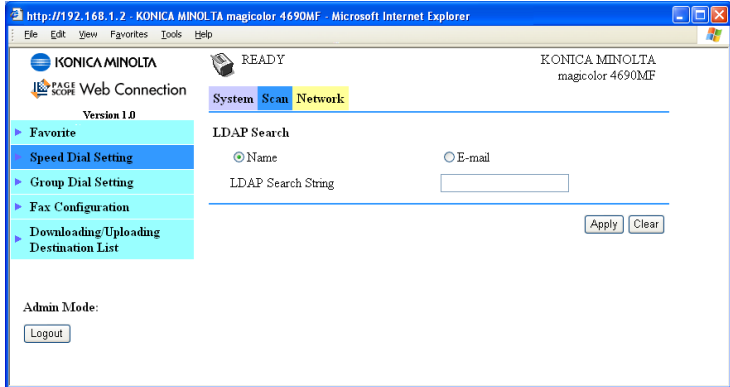 http://192.168.1.2 - KONICA MINOLTA magicolor 4690MF - Microsoft Internet Explorer
File Edit View Favorites Tools Help
KONICA MINOLTA
PAGE SCOPE Web Connection
Version 1.0
READY
KONICA MINOLTA
magicolor 4690MF
System Scan Network
Favorite
Speed Dial Setting
Group Dial Setting
Fax Configuration
Downloading/Uploading
Destination List
Admin Mode:
Logout
LDAP Search
Name E-mail
LDAP Search String
Apply Clear